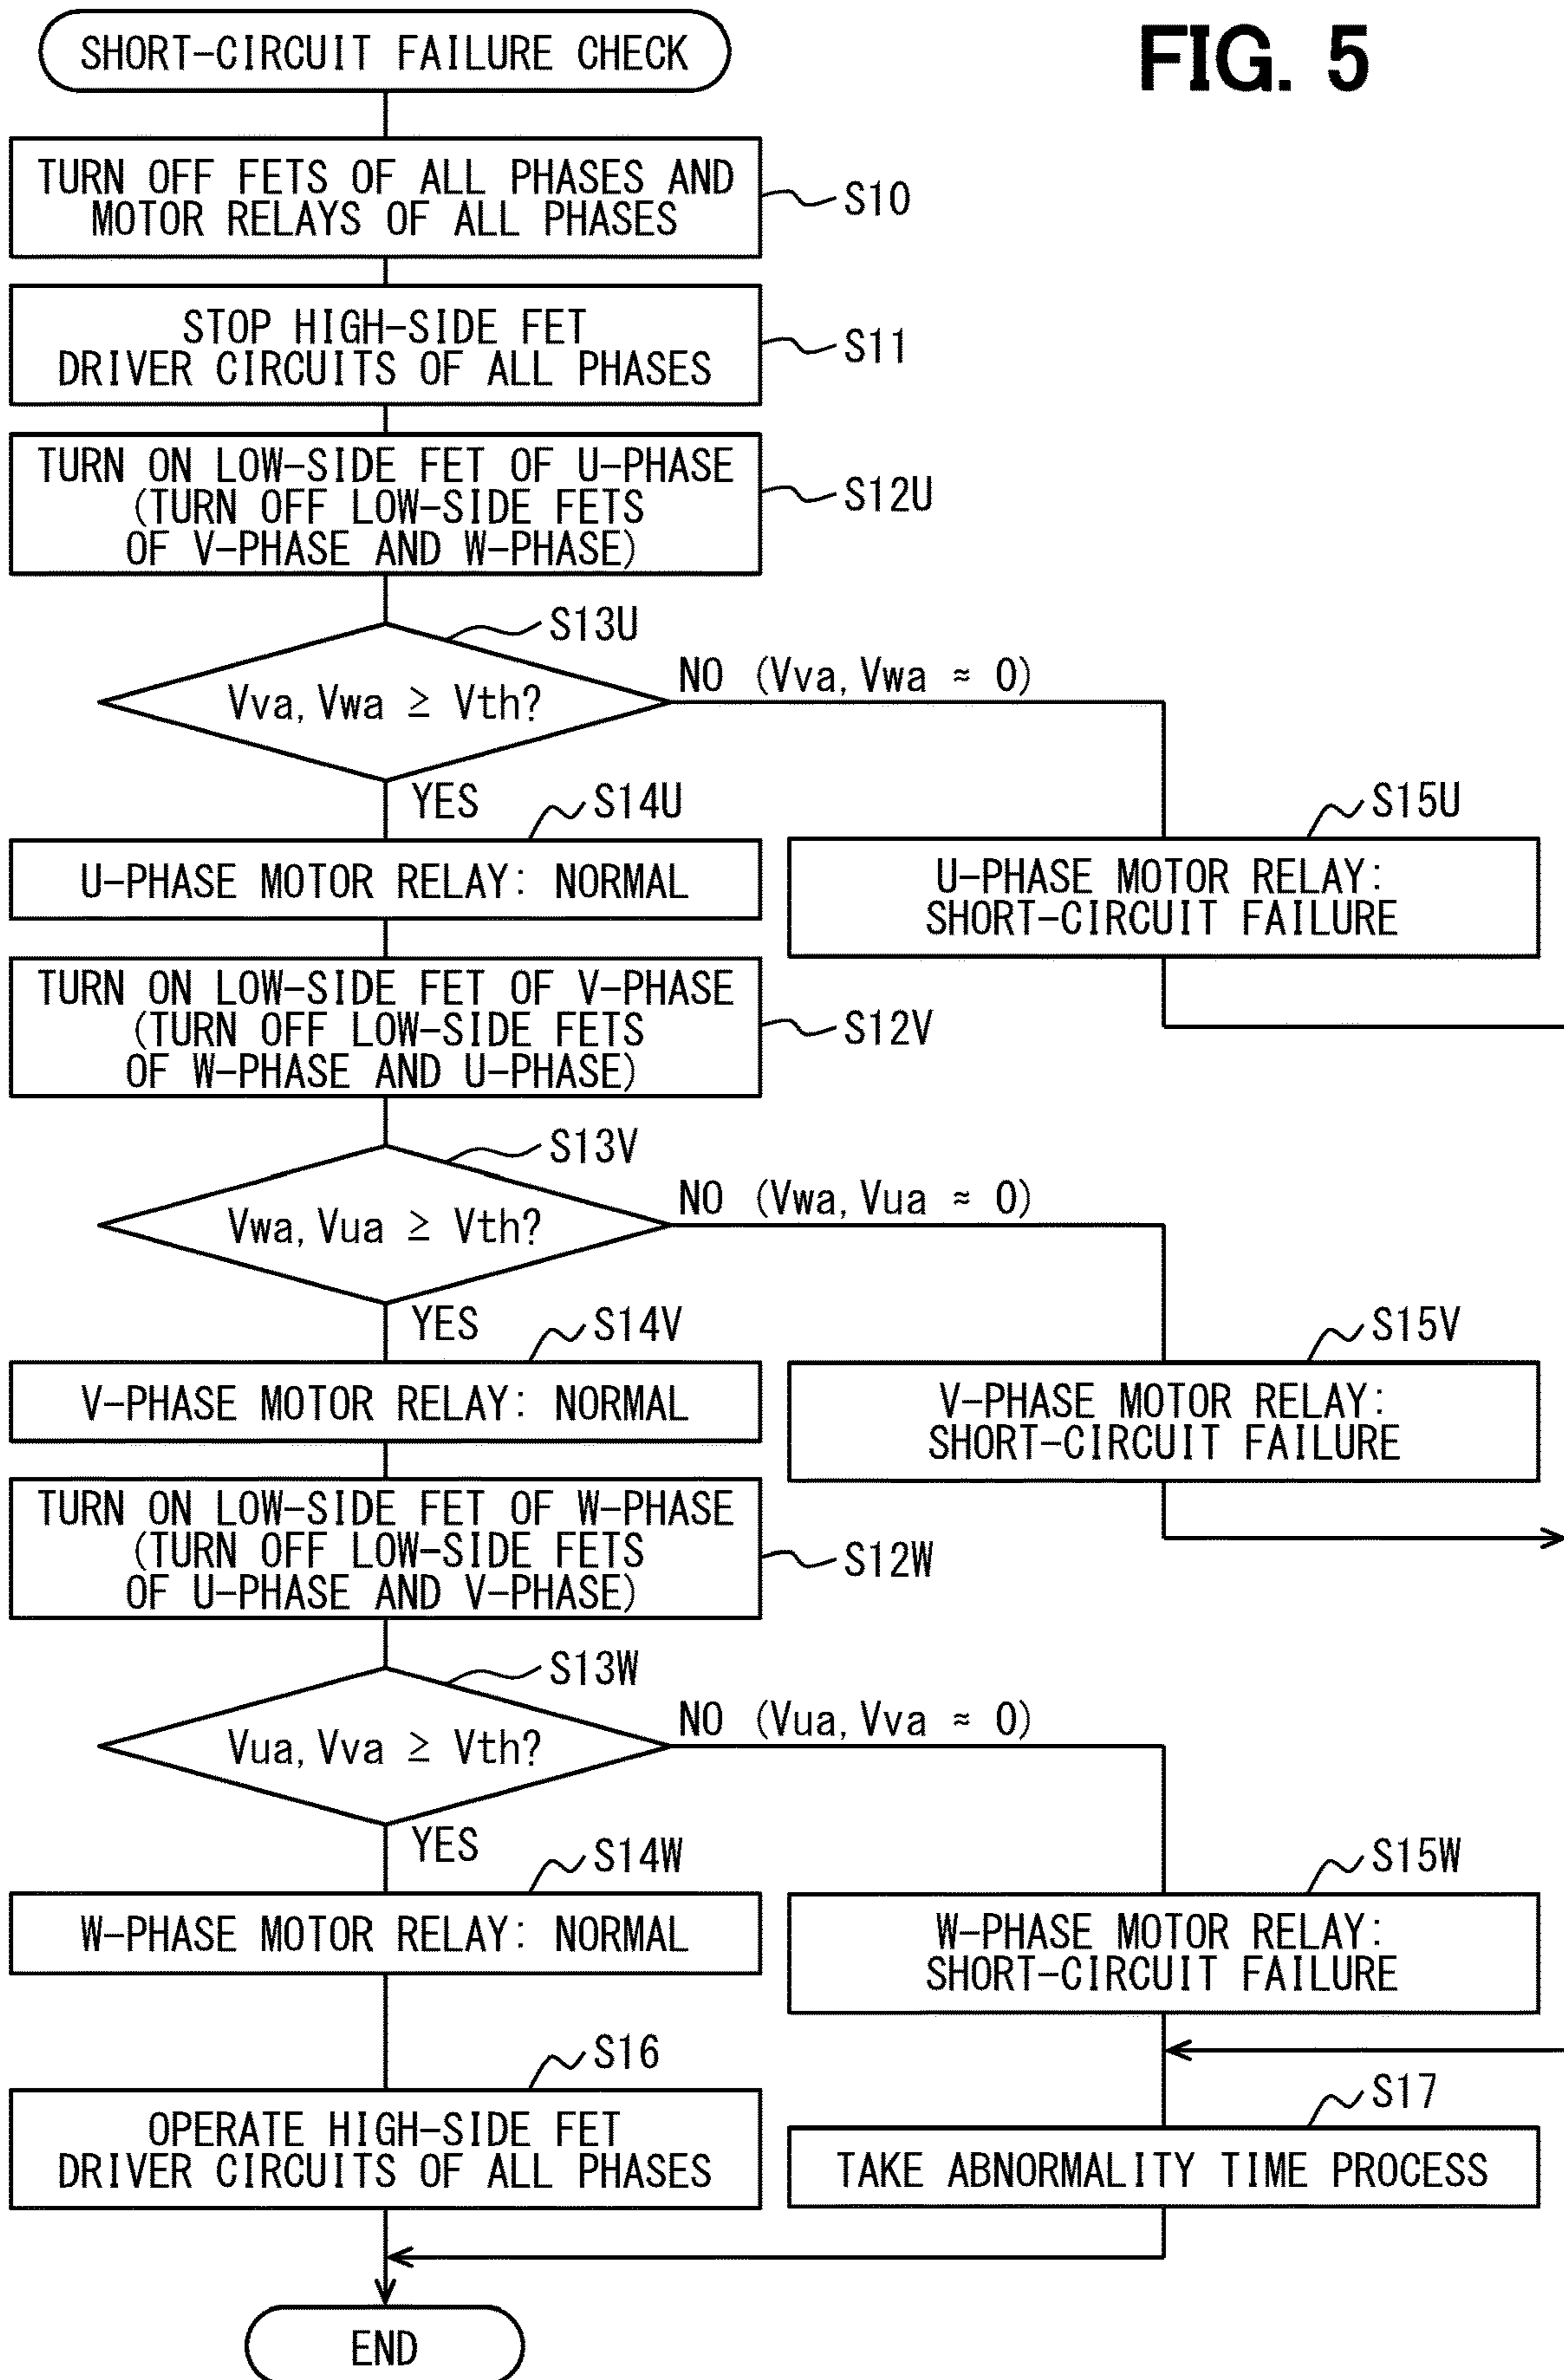 FIG. 5
SHORT-CIRCUIT FAILURE CHECK
TURN OFF FETS OF ALL PHASES AND
MOTOR RELAYS OF ALL PHASES
S10
STOP HIGH-SIDE FET
DRIVER CIRCUITS OF ALL PHASES
S11
TURN ON LOW-SIDE FET OF U-PHASE
(TURN OFF LOW-SIDE FETS
OF V-PHASE AND W-PHASE)
S12U
S13U
Vva, Vwa ≥ Vth?
NO (Vva, Vwa ≈ 0)
YES
S14U
U-PHASE MOTOR RELAY: NORMAL
S15U
U-PHASE MOTOR RELAY:
SHORT-CIRCUIT FAILURE
TURN ON LOW-SIDE FET OF V-PHASE
(TURN OFF LOW-SIDE FETS
OF W-PHASE AND U-PHASE)
S12V
S13V
Vwa, Vua ≥ Vth?
NO (Vwa, Vua ≈ 0)
YES
S14V
V-PHASE MOTOR RELAY: NORMAL
S15V
V-PHASE MOTOR RELAY:
SHORT-CIRCUIT FAILURE
TURN ON LOW-SIDE FET OF W-PHASE
(TURN OFF LOW-SIDE FETS
OF U-PHASE AND V-PHASE)
S12W
S13W
Vua, Vva ≥ Vth?
NO (Vua, Vva ≈ 0)
YES
S14W
W-PHASE MOTOR RELAY: NORMAL
S15W
W-PHASE MOTOR RELAY:
SHORT-CIRCUIT FAILURE
S16
OPERATE HIGH-SIDE FET
DRIVER CIRCUITS OF ALL PHASES
S17
TAKE ABNORMALITY TIME PROCESS
END